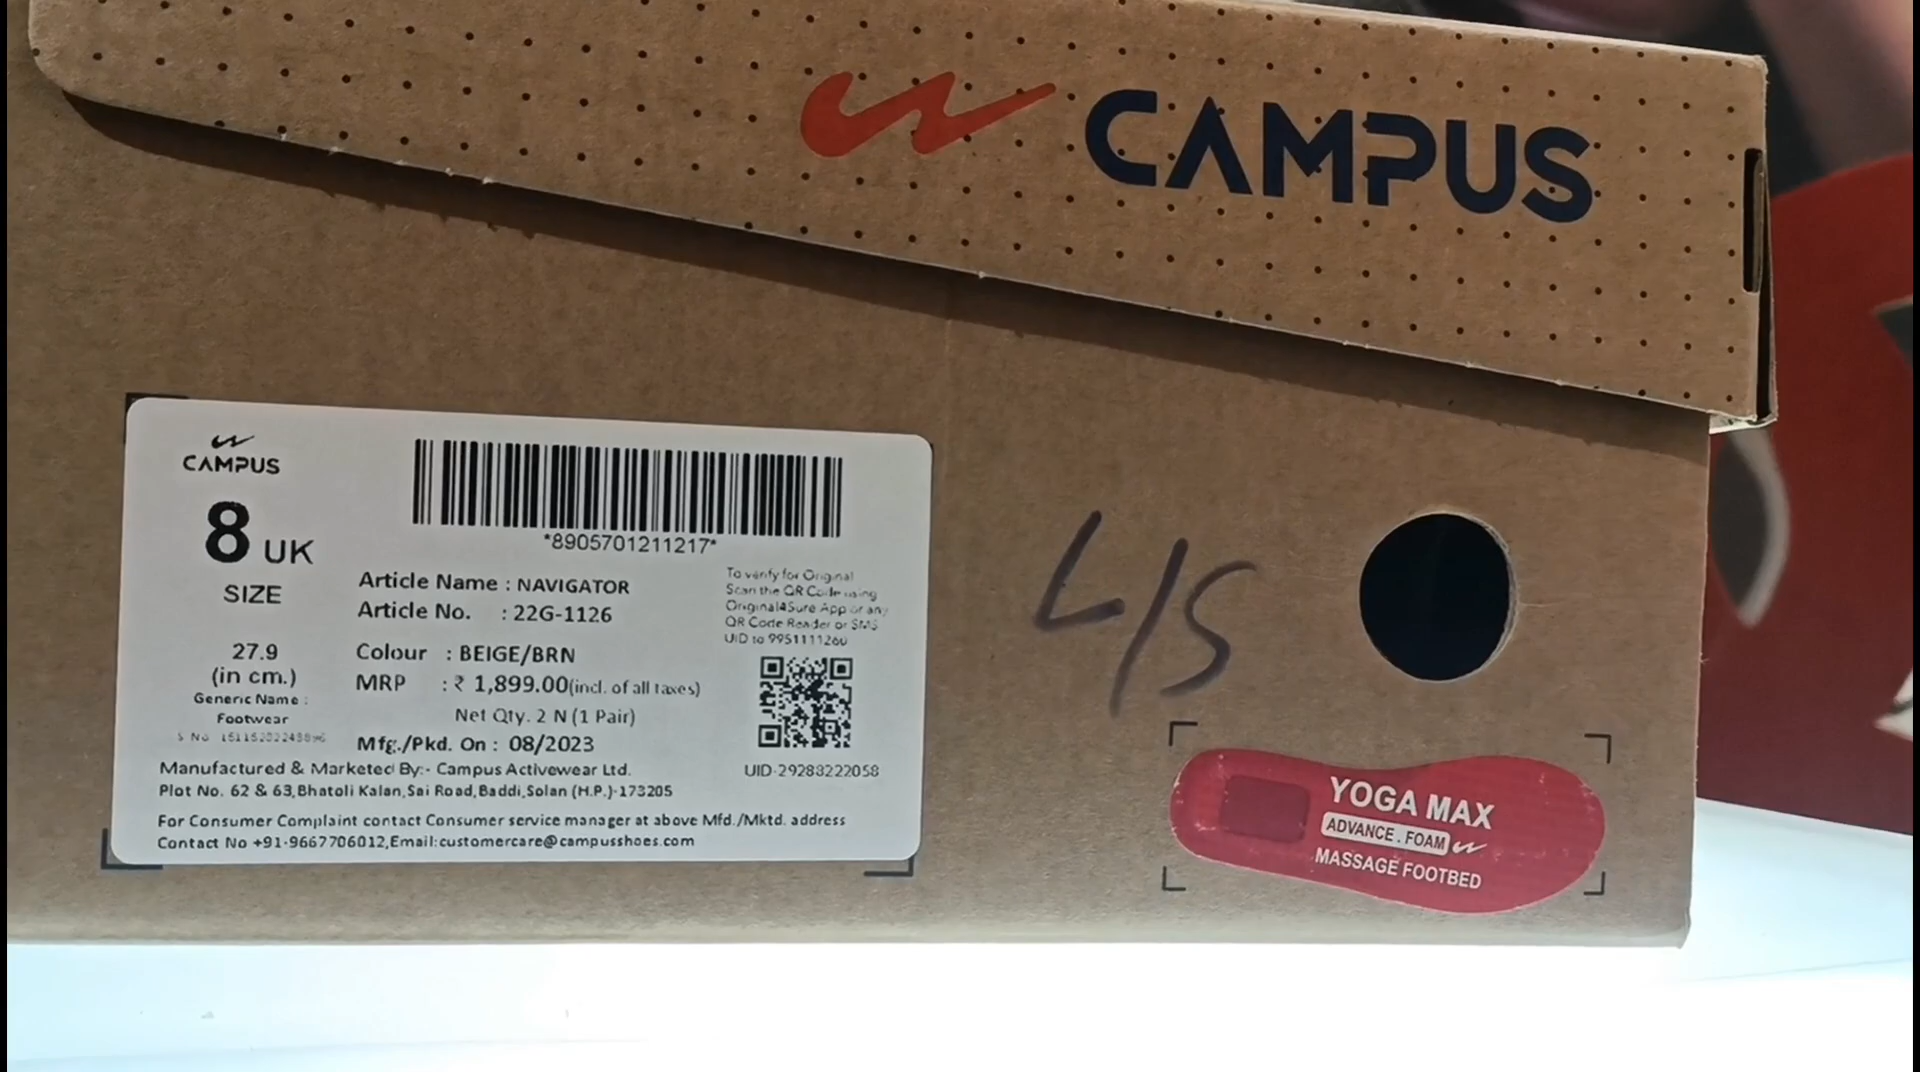 CAMPUS
CAMPUS
8 UK
SIZE
27.9
(in cm.)
Generic Name :
Footwear
S No.
*8905701211217*
Article Name : NAVIGATOR
Article No. : 22G-1126
Colour : BEIGE/BRN
MRP : ₹ 1,899.00(incl. of all taxes)
Net Qty. 2 N (1 Pair)
Mfg./Pkd. On : 08/2023
To verify for Original
Scan the QR Code using
Original4Sure App or any
QR Code Reader or SMS
UID to 9951111260
UID-29288222058
Manufactured & Marketed By:- Campus Activewear Ltd.
Plot No. 62 & 63,Bhatoli Kalan,Sai Road,Baddi,Solan (H.P.)-173205
For Consumer Complaint contact Consumer service manager at above Mfd./Mktd. address
Contact No +91-9667706012,Email:customercare@campusshoes.com
L/S
YOGA MAX
ADVANCE . FOAM
MASSAGE FOOTBED